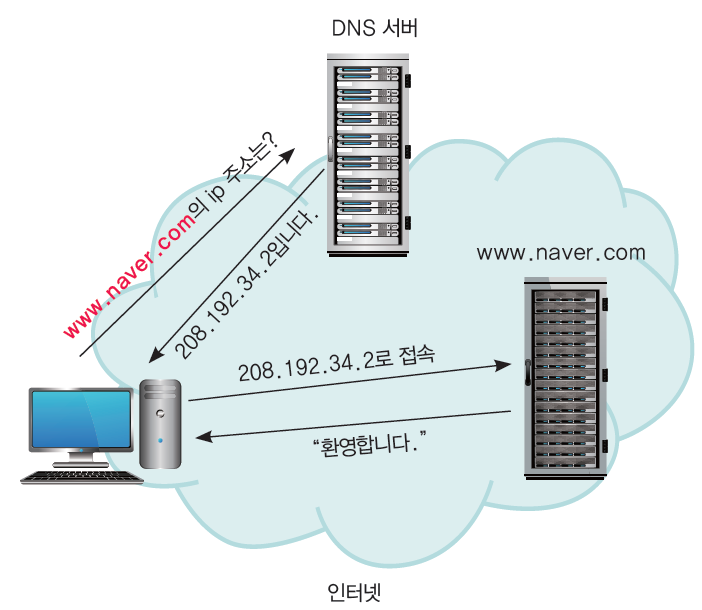 DNS 서버
www.naver.com의 ip 주소는?
208.192.34.2입니다.
www.naver.com
208.192.34.2로 접속
“환영합니다.”
인터넷